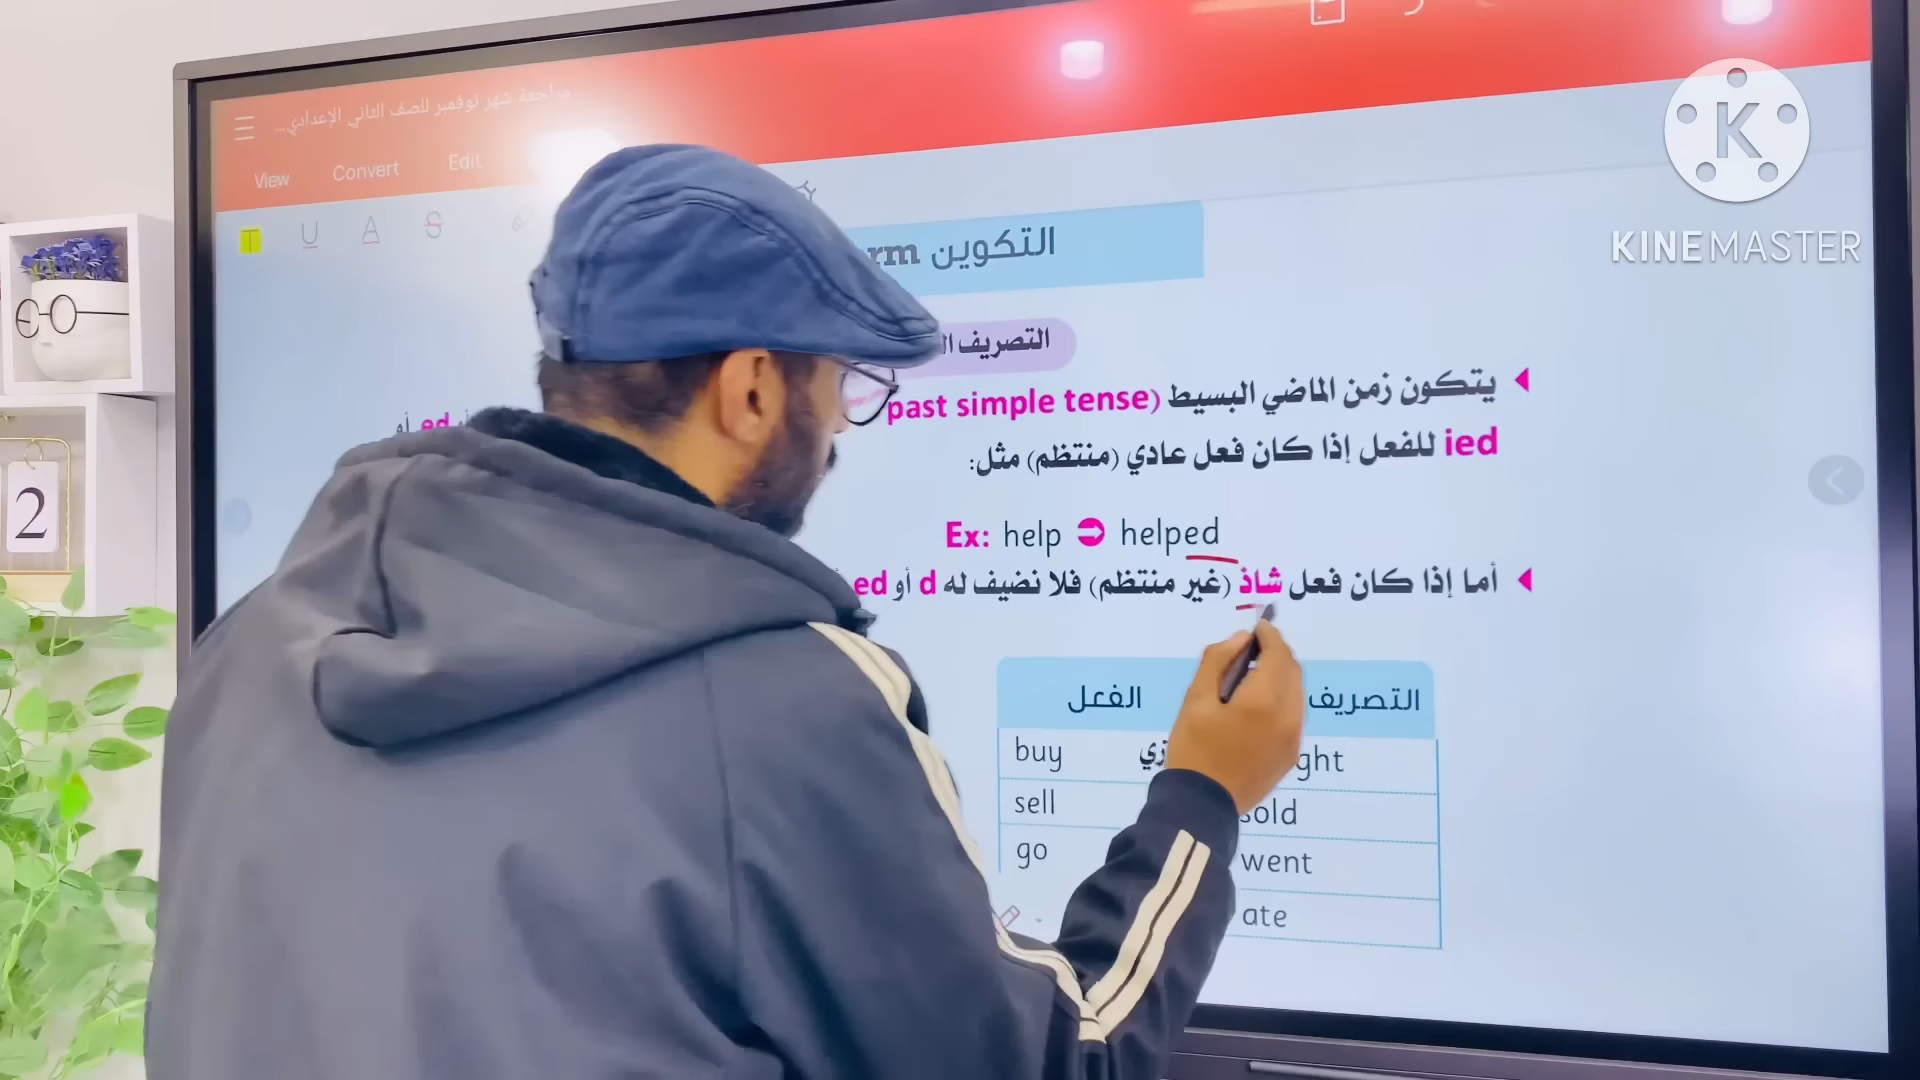 مراجعة شهر نوفمبر للصف الثاني الإعدادي...
View Convert Edit
T U A S
K
KINEMASTER
التكوين
التصريف
يتكون زمن الماضي البسيط (past simple tense
ed أو
ied للفعل إذا كان فعل عادي (منتظم) مثل:
Ex: help helped
أما إذا كان فعل شاذ (غير منتظم) فلا نضيف له d أو ed
الفعل التصريف
buy
sell sold
go went
ate
2